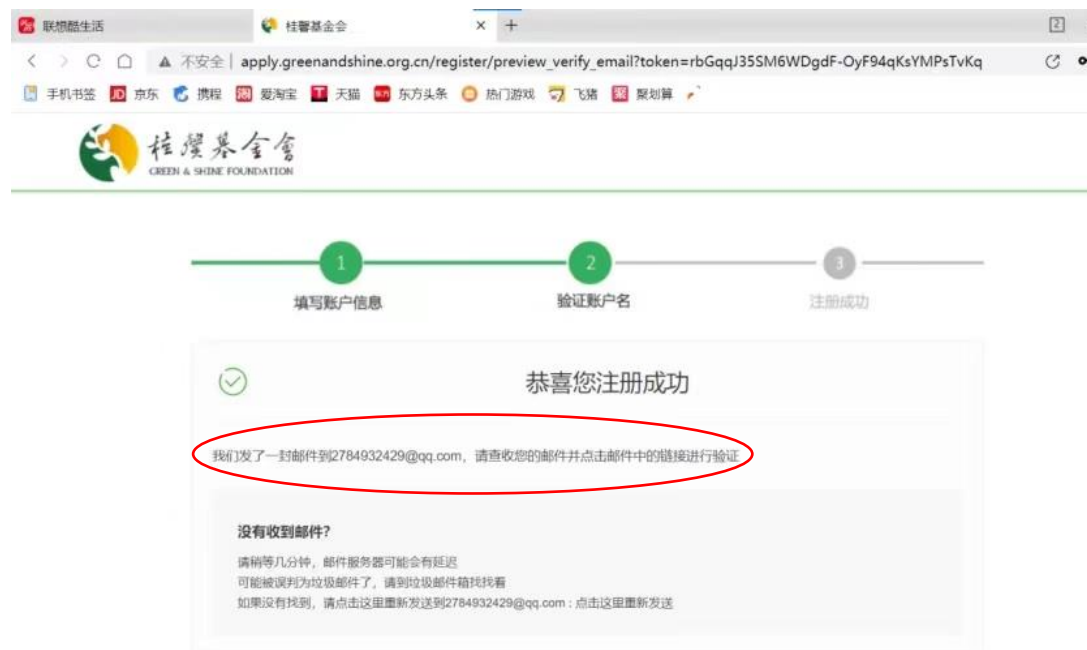 联想酷生活
桂馨基金会
2
不安全 apply.greenandshine.org.cn/register/preview_verify_email?token=rbGqqJ35SM6WDgdF-OyF94qKsYMPsTvKq
手机书签 JD 京东 携程 淘 爱淘宝 T 天猫 东方头条 热门游戏 飞猪 聚 聚划算
桂馨基金會
GREEN & SHINE FOUNDATION
1 2 3
填写账户信息 验证账户名 注册成功
恭喜您注册成功
我们发了一封邮件到2784932429@qq.com，请查收您的邮件并点击邮件中的链接进行验证
没有收到邮件?
请稍等几分钟，邮件服务器可能会有延迟
可能被误判为垃圾邮件了，请到垃圾邮件箱找找看
如果没有找到，请点击这里重新发送到2784932429@qq.com : 点击这里重新发送